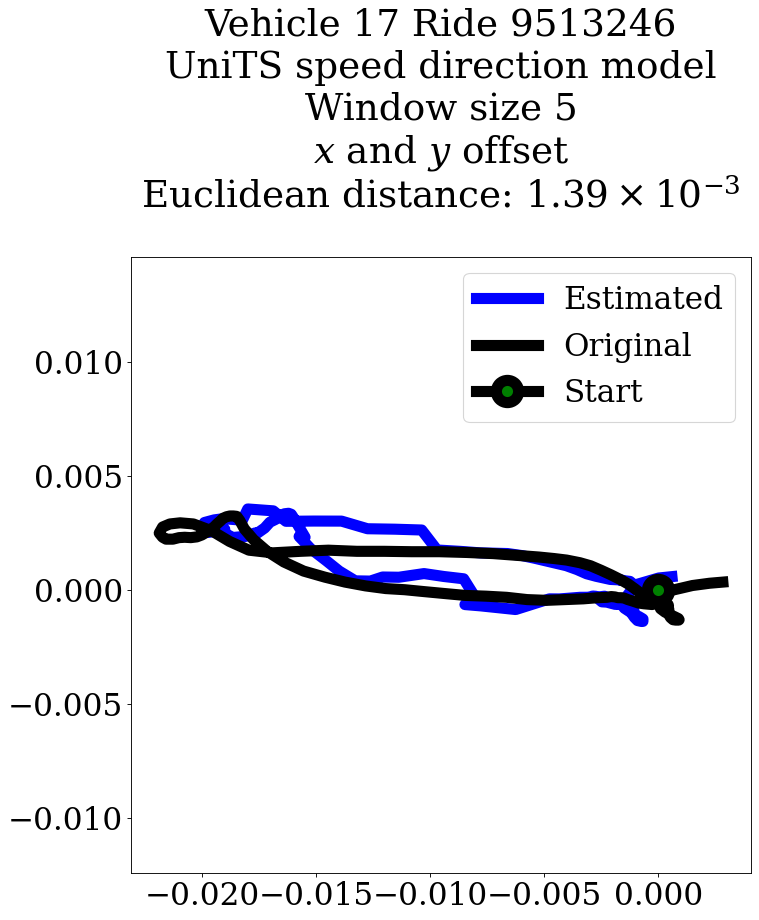 Vehicle 17 Ride 9513246
UniTS speed direction model
Window size 5
x and y offset
Euclidean distance: 1.39 × 10⁻³
Estimated
Original
Start
0.010
0.005
0.000
−0.005
−0.010
−0.020 −0.015 −0.010 −0.005 0.000